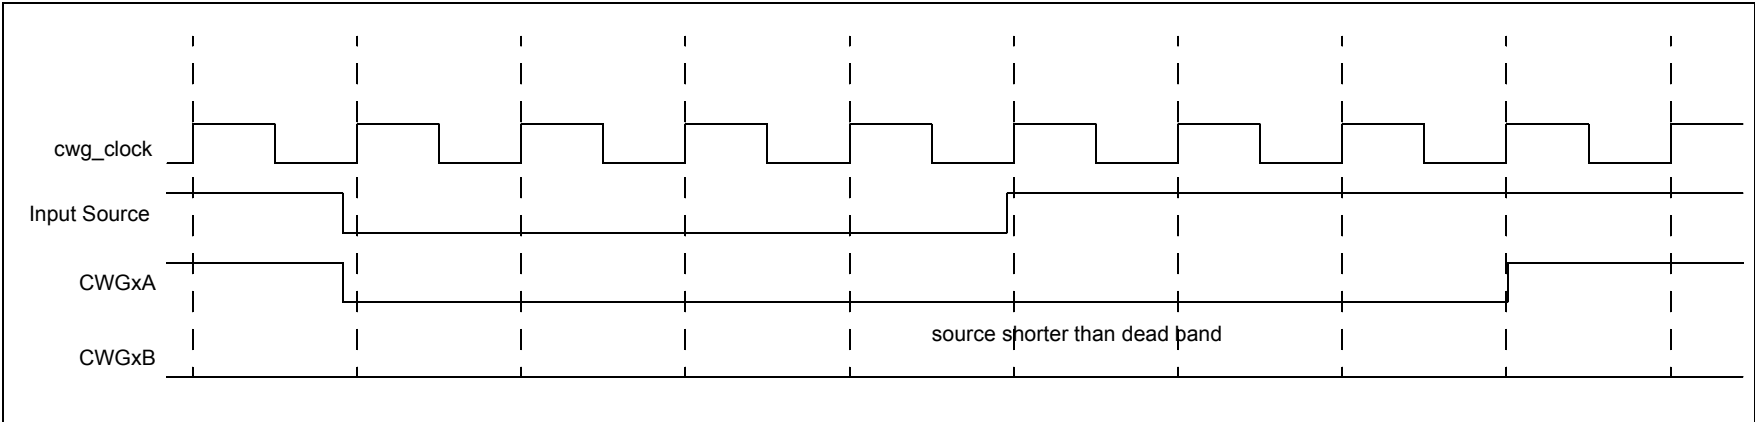 cwg_clock
Input Source
CWGxA
source shorter than dead band
CWGxB